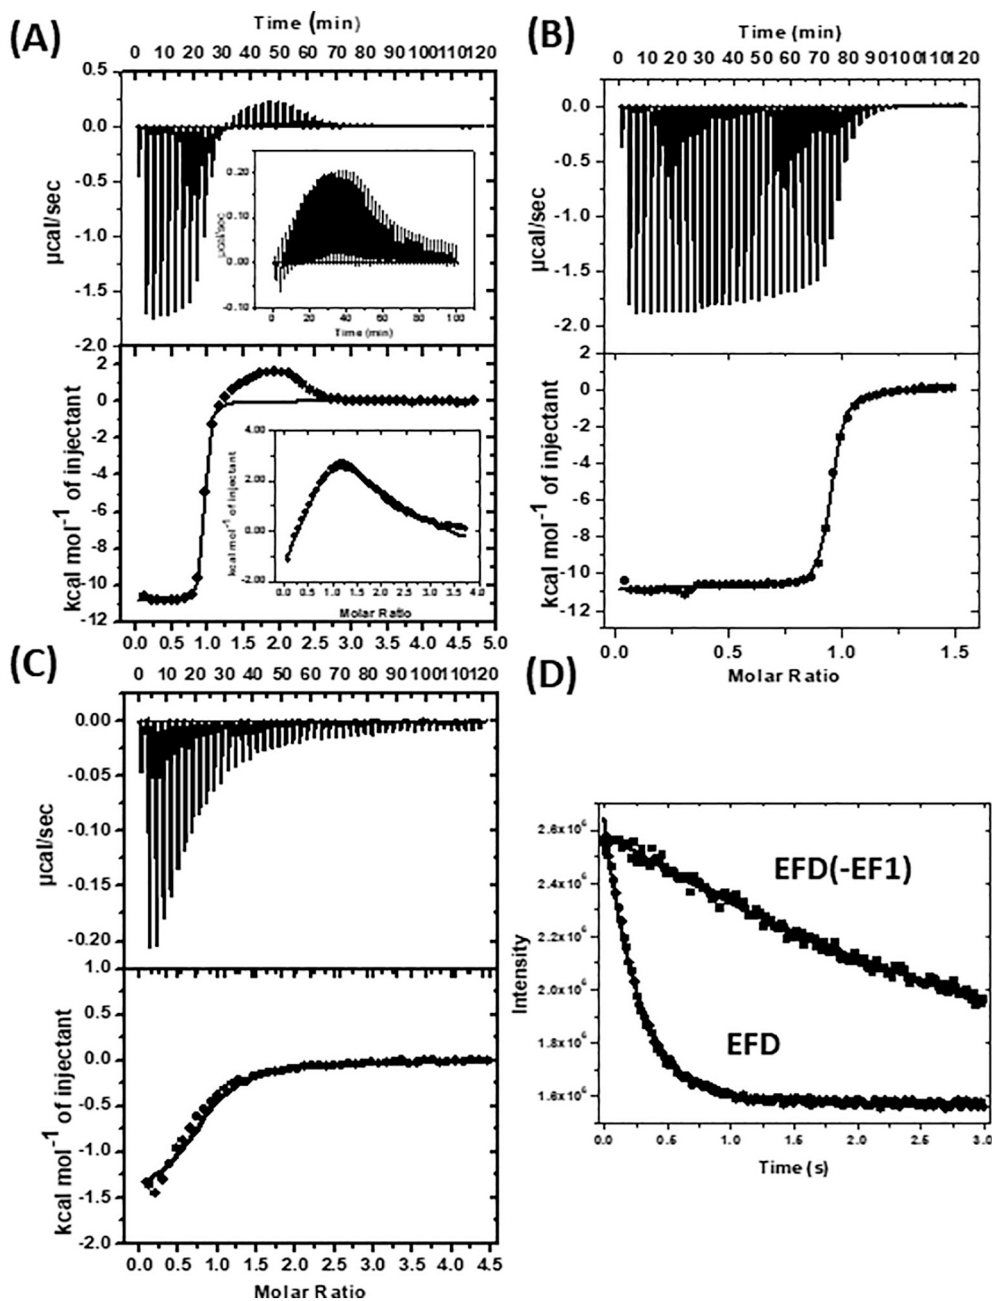 (A)
Time (min)
0 10 20 30 40 50 60 70 80 90 100 110 120
0.5
0.0
-0.5
-1.0
-1.5
-2.0
µcal/sec
0.20
0.10
0.00
-0.10
µcal/sec
0 20 40 60 80 100
Time (min)
2
0
-2
-4
-6
-8
-10
-12
kcal mol⁻¹ of injectant
4.00
2.00
0.00
-2.00
kcal mol⁻¹ of injectant
0.0 0.5 1.0 1.5 2.0 2.5 3.0 3.5 4.0
Molar Ratio
0.0 0.5 1.0 1.5 2.0 2.5 3.0 3.5 4.0 4.5 5.0
(B)
Time (min)
0 10 20 30 40 50 60 70 80 90 100 110 120
0.0
-0.5
-1.0
-1.5
-2.0
µcal/sec
0
-2
-4
-6
-8
-10
-12
kcal mol⁻¹ of injectant
0.0 0.5 1.0 1.5
Molar Ratio
(C)
0 10 20 30 40 50 60 70 80 90 100 110 120
0.00
-0.05
-0.10
-0.15
-0.20
µcal/sec
1.0
0.5
0.0
-0.5
-1.0
-1.5
-2.0
kcal mol⁻¹ of injectant
0.0 0.5 1.0 1.5 2.0 2.5 3.0 3.5 4.0 4.5
Molar Ratio
(D)
2.6x10⁶
2.4x10⁶
2.2x10⁶
2.0x10⁶
1.8x10⁶
1.6x10⁶
Intensity
EFD(-EF1)
EFD
0.0 0.5 1.0 1.5 2.0 2.5 3.0
Time (s)